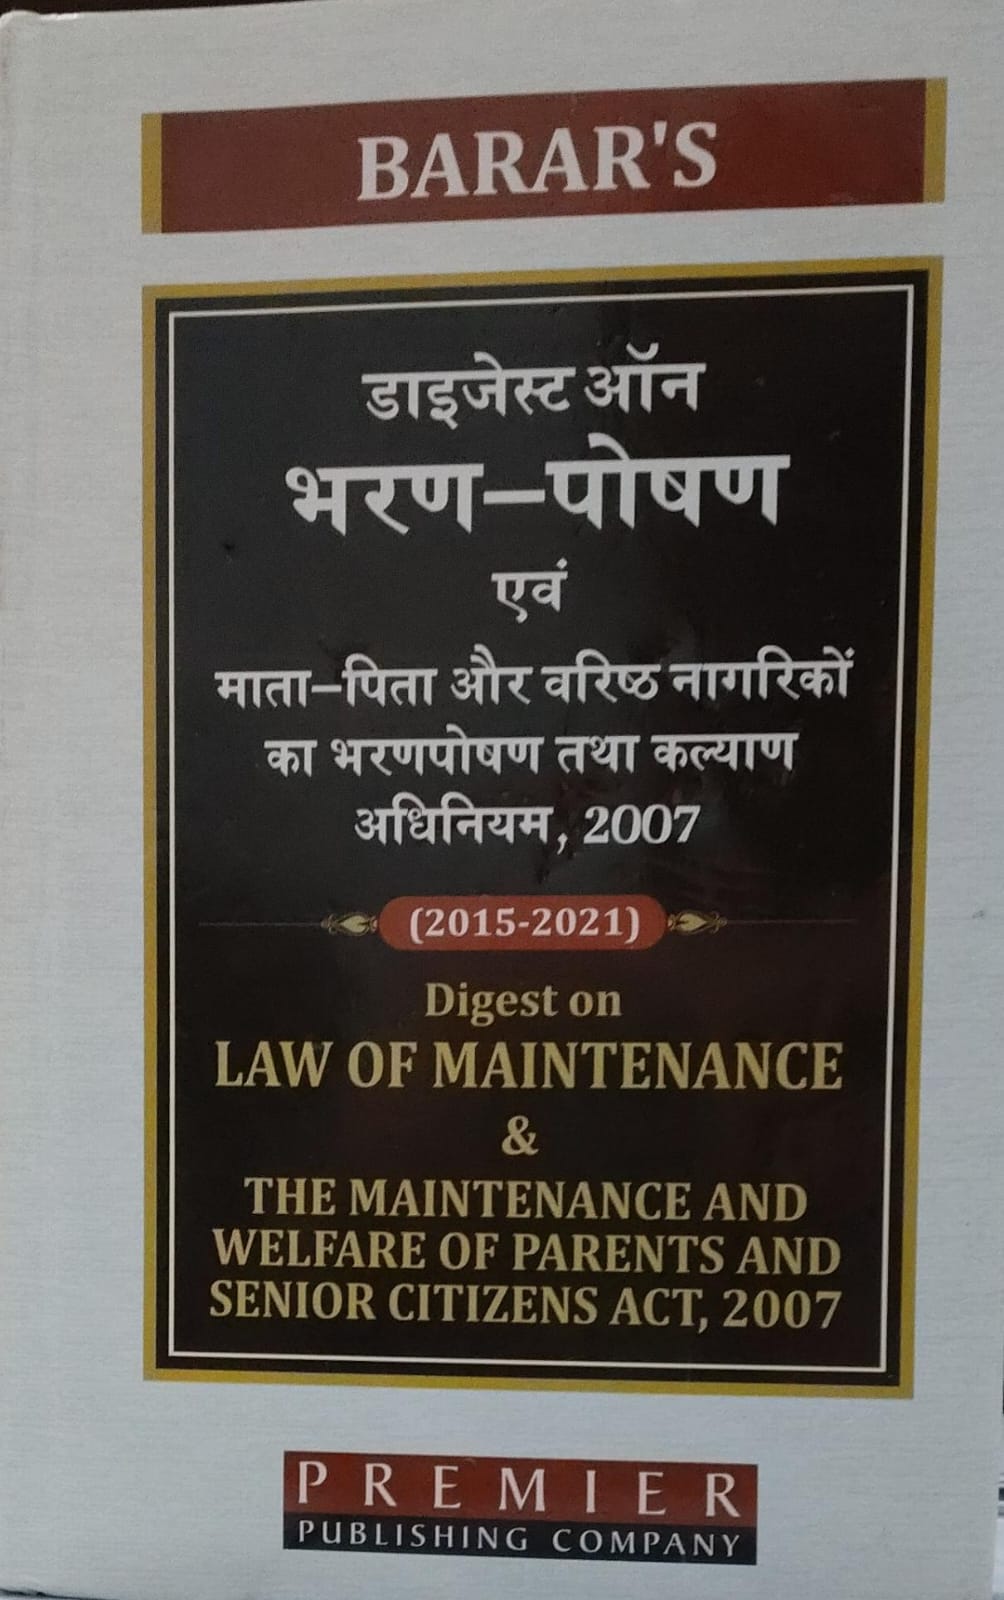 BARAR'S
डाइजेस्ट ऑन
भरण–पोषण
एवं
माता–पिता और वरिष्ठ नागरिकों
का भरणपोषण तथा कल्याण
अधिनियम, 2007
(2015-2021)
Digest on
LAW OF MAINTENANCE
&
THE MAINTENANCE AND
WELFARE OF PARENTS AND
SENIOR CITIZENS ACT, 2007
PREMIER
PUBLISHING COMPANY